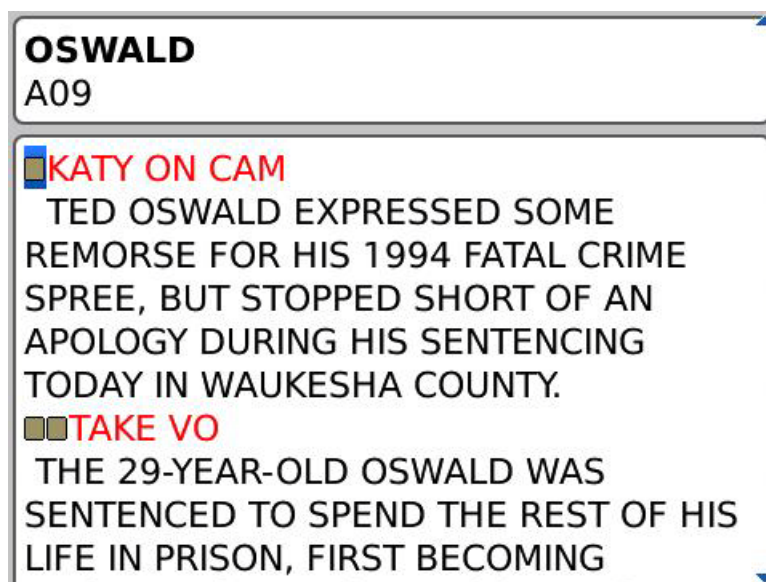 OSWALD
A09
KATY ON CAM
TED OSWALD EXPRESSED SOME
REMORSE FOR HIS 1994 FATAL CRIME
SPREE, BUT STOPPED SHORT OF AN
APOLOGY DURING HIS SENTENCING
TODAY IN WAUKESHA COUNTY.
TAKE VO
THE 29-YEAR-OLD OSWALD WAS
SENTENCED TO SPEND THE REST OF HIS
LIFE IN PRISON, FIRST BECOMING